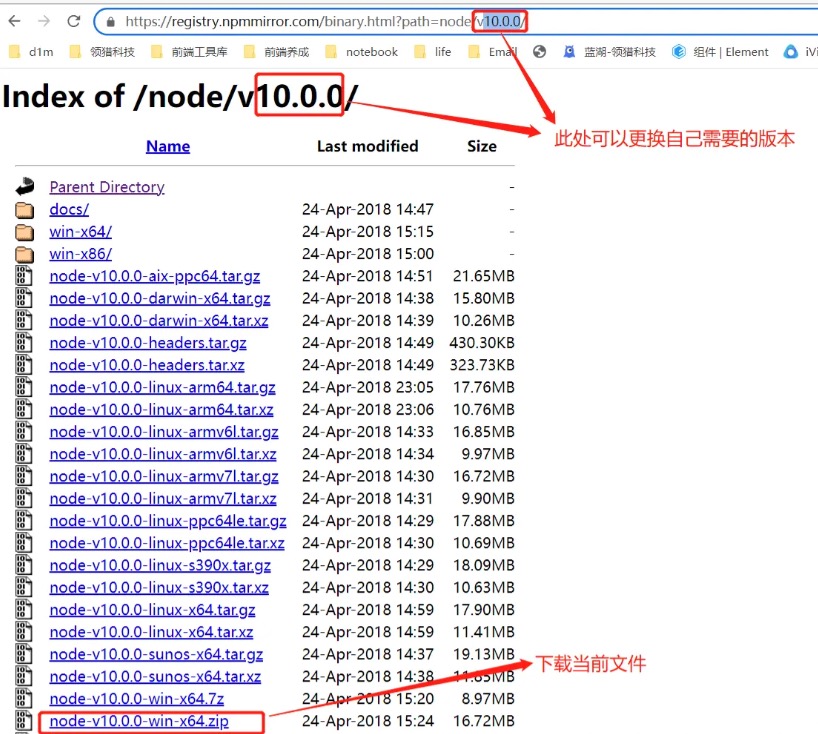 https://registry.npmmirror.com/binary.html?path=node/v10.0.0/
d1m 领猎科技 前端工具库 前端养成 notebook life Email 蓝湖-领猎科技 组件 | Element iVi
Index of /node/v10.0.0/
此处可以更换自己需要的版本
Name Last modified Size
Parent Directory -
docs/ 24-Apr-2018 14:47 -
win-x64/ 24-Apr-2018 15:15 -
win-x86/ 24-Apr-2018 15:00 -
node-v10.0.0-aix-ppc64.tar.gz 24-Apr-2018 14:51 21.65MB
node-v10.0.0-darwin-x64.tar.gz 24-Apr-2018 14:38 15.80MB
node-v10.0.0-darwin-x64.tar.xz 24-Apr-2018 14:39 10.26MB
node-v10.0.0-headers.tar.gz 24-Apr-2018 14:49 430.30KB
node-v10.0.0-headers.tar.xz 24-Apr-2018 14:49 323.73KB
node-v10.0.0-linux-arm64.tar.gz 24-Apr-2018 23:05 17.76MB
node-v10.0.0-linux-arm64.tar.xz 24-Apr-2018 23:06 10.76MB
node-v10.0.0-linux-armv6l.tar.gz 24-Apr-2018 14:33 16.85MB
node-v10.0.0-linux-armv6l.tar.xz 24-Apr-2018 14:34 9.97MB
node-v10.0.0-linux-armv7l.tar.gz 24-Apr-2018 14:30 16.72MB
node-v10.0.0-linux-armv7l.tar.xz 24-Apr-2018 14:31 9.90MB
node-v10.0.0-linux-ppc64le.tar.gz 24-Apr-2018 14:29 17.88MB
node-v10.0.0-linux-ppc64le.tar.xz 24-Apr-2018 14:30 10.69MB
node-v10.0.0-linux-s390x.tar.gz 24-Apr-2018 14:29 18.09MB
node-v10.0.0-linux-s390x.tar.xz 24-Apr-2018 14:30 10.63MB
node-v10.0.0-linux-x64.tar.gz 24-Apr-2018 14:59 17.90MB
node-v10.0.0-linux-x64.tar.xz 24-Apr-2018 14:59 11.41MB
node-v10.0.0-sunos-x64.tar.gz 24-Apr-2018 14:37 19.13MB
下载当前文件
node-v10.0.0-sunos-x64.tar.xz 24-Apr-2018 14:38
node-v10.0.0-win-x64.7z 24-Apr-2018 15:20 8.97MB
node-v10.0.0-win-x64.zip 24-Apr-2018 15:24 16.72MB